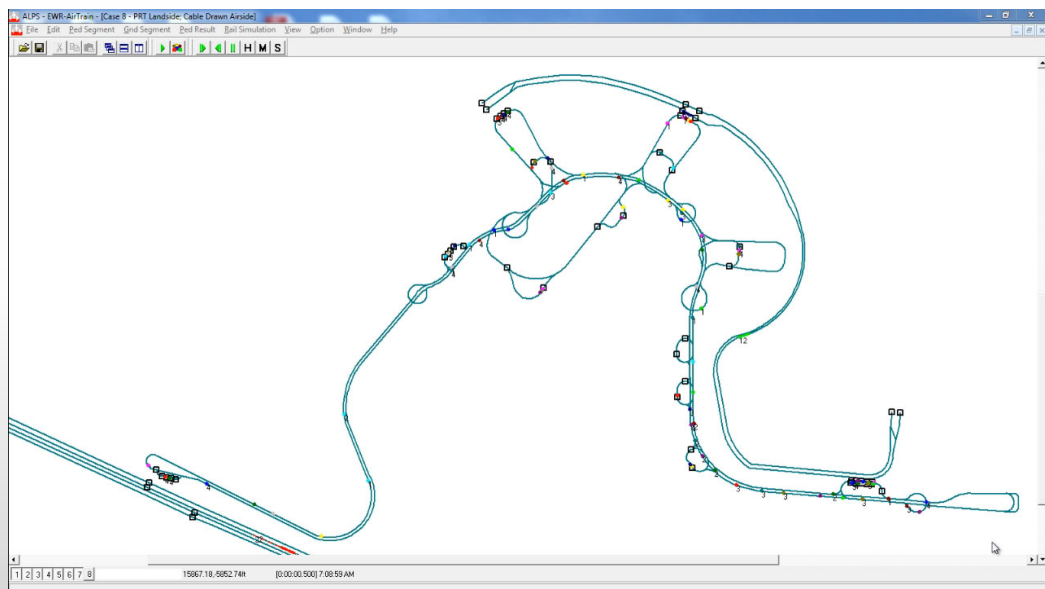 ALPS - EWR-AirTrain - [Case 8 - PRT Landside; Cable Drawn Airside]
File Edit Ped Segment Gnd Segment Ped Result Rail Simulation View Option Window Help
H M S
12
1 2 3 4 5 6 7 8
15867.18,-5852.74ft [0:00:00.500] 7:08:59 AM